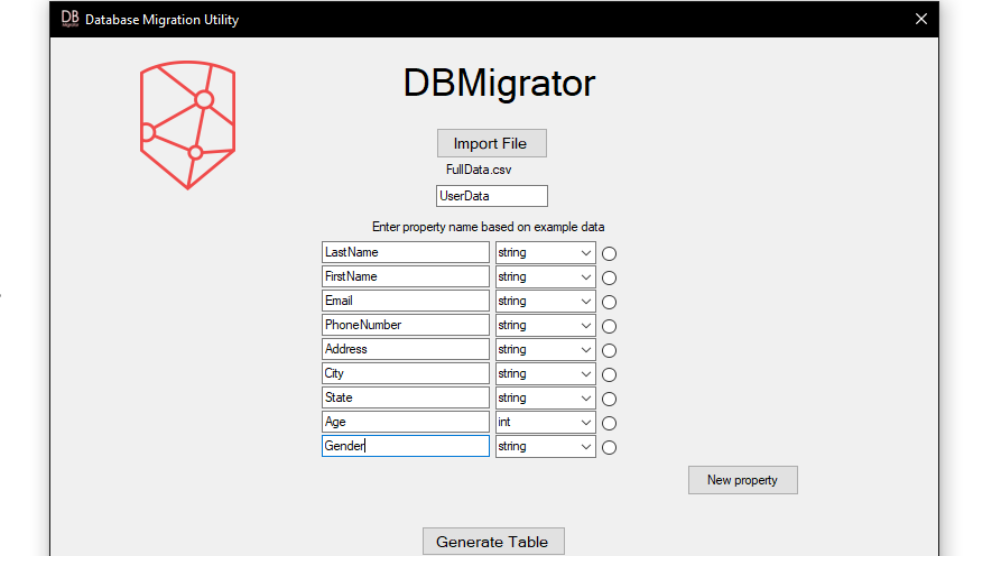 DB Migrator Database Migration Utility
DBMigrator
Import File
FullData.csv
UserData
Enter property name based on example data
LastName string
FirstName string
Email string
PhoneNumber string
Address string
City string
State string
Age int
Gender string
New property
Generate Table